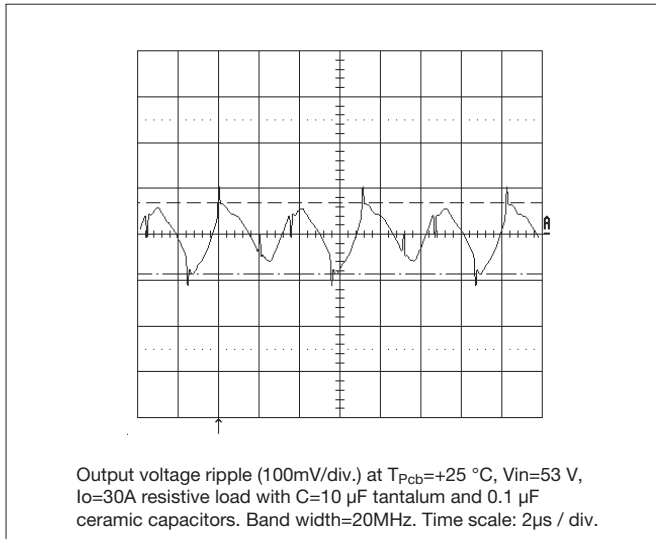 A
Output voltage ripple (100mV/div.) at TPcb=+25 °C, Vin=53 V,
Io=30A resistive load with C=10 µF tantalum and 0.1 µF
ceramic capacitors. Band width=20MHz. Time scale: 2µs / div.